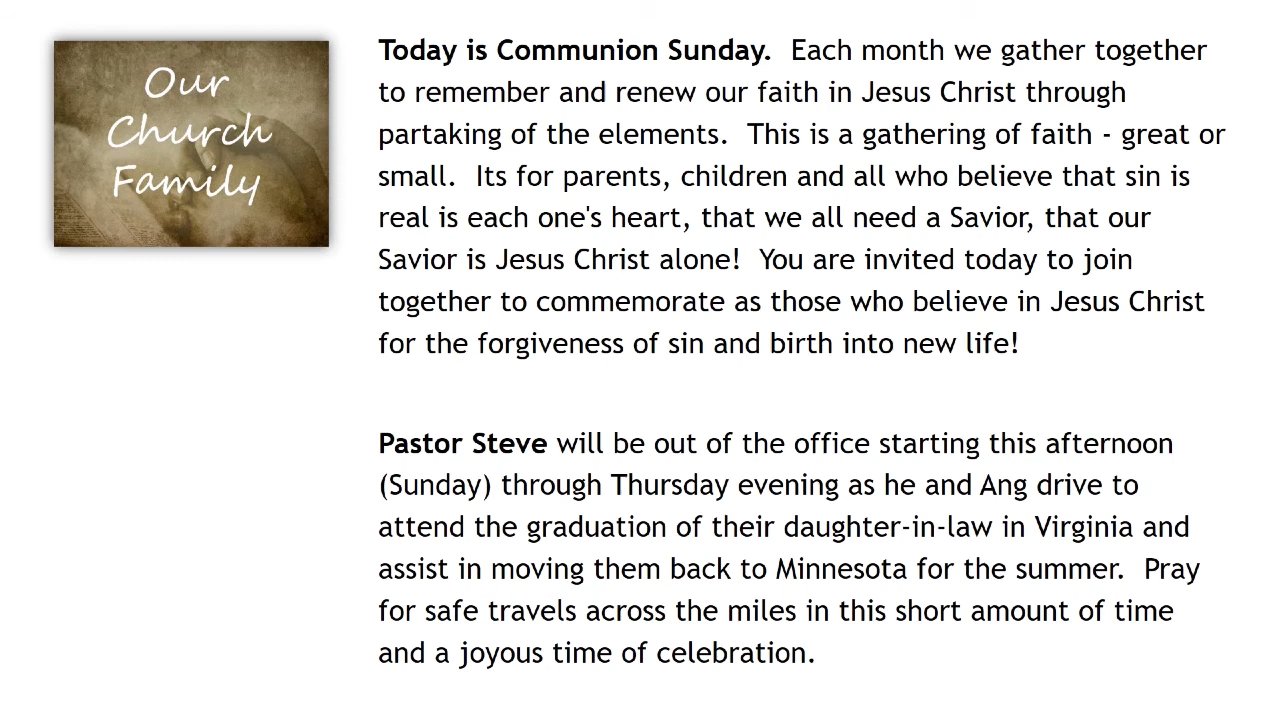 Our
Church
Family
Today is Communion Sunday.  Each month we gather together
to remember and renew our faith in Jesus Christ through
partaking of the elements.  This is a gathering of faith - great or
small.  Its for parents, children and all who believe that sin is
real is each one's heart, that we all need a Savior, that our
Savior is Jesus Christ alone!  You are invited today to join
together to commemorate as those who believe in Jesus Christ
for the forgiveness of sin and birth into new life!
Pastor Steve will be out of the office starting this afternoon
(Sunday) through Thursday evening as he and Ang drive to
attend the graduation of their daughter-in-law in Virginia and
assist in moving them back to Minnesota for the summer.  Pray
for safe travels across the miles in this short amount of time
and a joyous time of celebration.